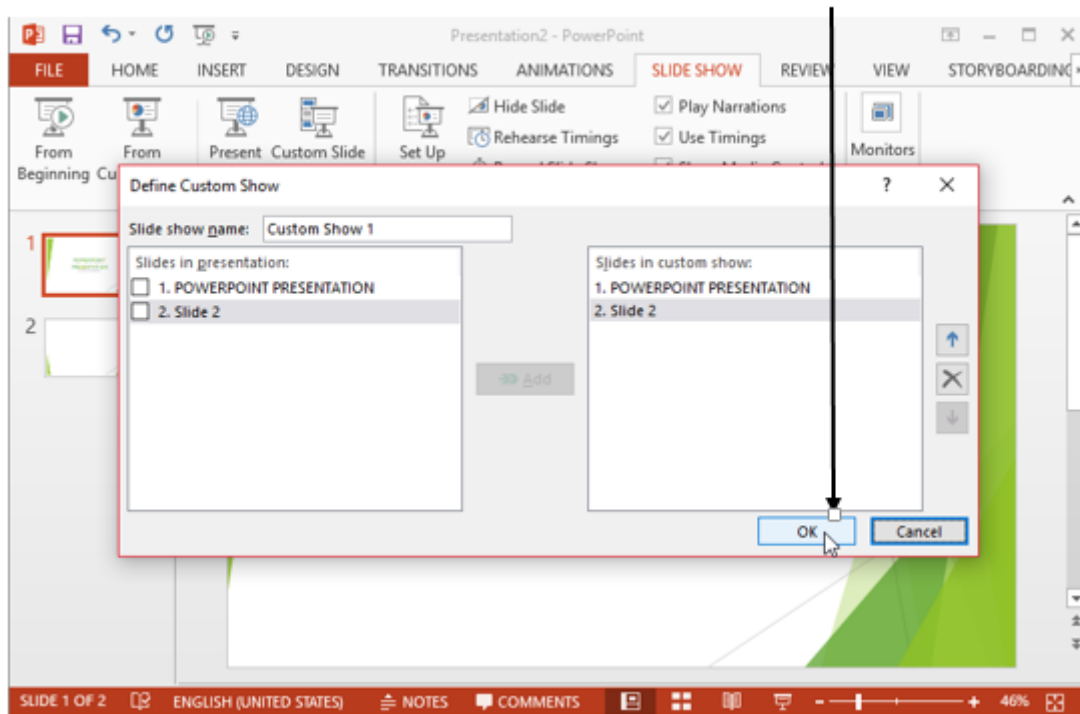 Presentation2 - PowerPoint
FILE HOME INSERT DESIGN TRANSITIONS ANIMATIONS SLIDE SHOW REVIEW VIEW STORYBOARDING
Hide Slide Play Narrations
Rehearse Timings Use Timings
From From Present Custom Slide Set Up Monitors
Beginning
Define Custom Show ?
Slide show name: Custom Show 1
Slides in presentation: Slides in custom show:
1. POWERPOINT PRESENTATION 1. POWERPOINT PRESENTATION
2. Slide 2 2. Slide 2
1
2
Add
OK Cancel
SLIDE 1 OF 2 ENGLISH (UNITED STATES) NOTES COMMENTS - + 46%